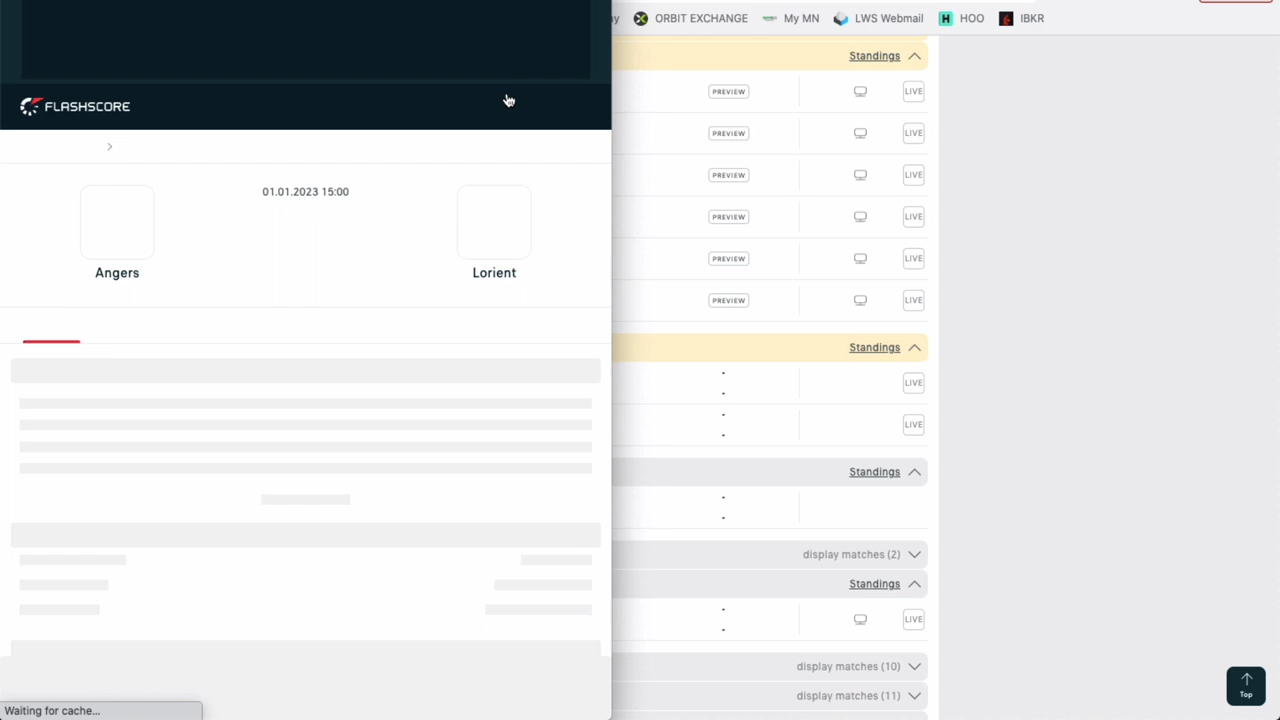 y
ORBIT EXCHANGE
My MN
LWS Webmail
H
HOO
IBKR
FLASHSCORE
01.01.2023 15:00
Angers
Lorient
Waiting for cache...
Standings
PREVIEW
LIVE
PREVIEW
LIVE
PREVIEW
LIVE
PREVIEW
LIVE
PREVIEW
LIVE
PREVIEW
LIVE
Standings
-
LIVE
-
-
LIVE
-
Standings
-
-
display matches (2)
Standings
-
LIVE
-
display matches (10)
display matches (11)
Top